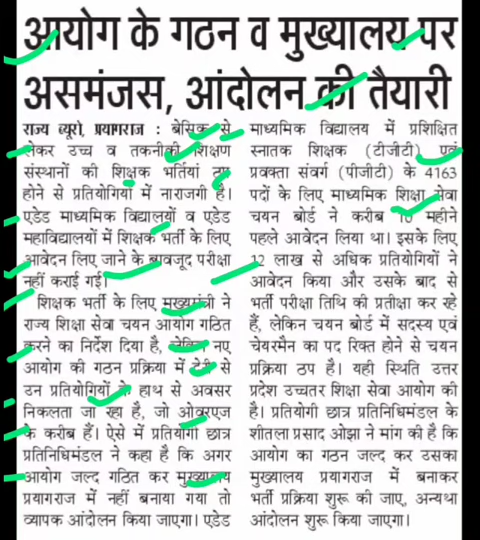 आयोग के गठन व मुख्यालय पर
असमंजस, आंदोलन की तैयारी
राज्य ब्यूरो, प्रयागराज : बेसिक से
लेकर उच्च व तकनीकी शिक्षण
संस्थानों की शिक्षक भर्तियां ठप
होने से प्रतियोगियों में नाराजगी है।
एडेड माध्यमिक विद्यालयों व एडेड
महाविद्यालयों में शिक्षक भर्ती के लिए
आवेदन लिए जाने के बावजूद परीक्षा
नहीं कराई गई।
शिक्षक भर्ती के लिए मुख्यमंत्री ने
राज्य शिक्षा सेवा चयन आयोग गठित
करने का निर्देश दिया है, लेकिन नए
आयोग की गठन प्रक्रिया में देरी से
उन प्रतियोगियों के हाथ से अवसर
निकलता जा रहा है, जो ओवरएज
के करीब हैं। ऐसे में प्रतियोगी छात्र
प्रतिनिधिमंडल ने कहा है कि अगर
आयोग जल्द गठित कर मुख्यालय
प्रयागराज में नहीं बनाया गया तो
व्यापक आंदोलन किया जाएगा। एडेड
माध्यमिक विद्यालय में प्रशिक्षित
स्नातक शिक्षक (टीजीटी) एवं
प्रवक्ता संवर्ग (पीजीटी) के 4163
पदों के लिए माध्यमिक शिक्षा सेवा
चयन बोर्ड ने करीब 10 महीने
पहले आवेदन लिया था। इसके लिए
12 लाख से अधिक प्रतियोगियों ने
आवेदन किया और उसके बाद से
भर्ती परीक्षा तिथि की प्रतीक्षा कर रहे
हैं, लेकिन चयन बोर्ड में सदस्य एवं
चेयरमैन का पद रिक्त होने से चयन
प्रक्रिया ठप है। यही स्थिति उत्तर
प्रदेश उच्चतर शिक्षा सेवा आयोग की
है। प्रतियोगी छात्र प्रतिनिधिमंडल के
शीतला प्रसाद ओझा ने मांग की है कि
आयोग का गठन जल्द कर उसका
मुख्यालय प्रयागराज में बनाकर
भर्ती प्रक्रिया शुरू की जाए, अन्यथा
आंदोलन शुरू किया जाएगा।